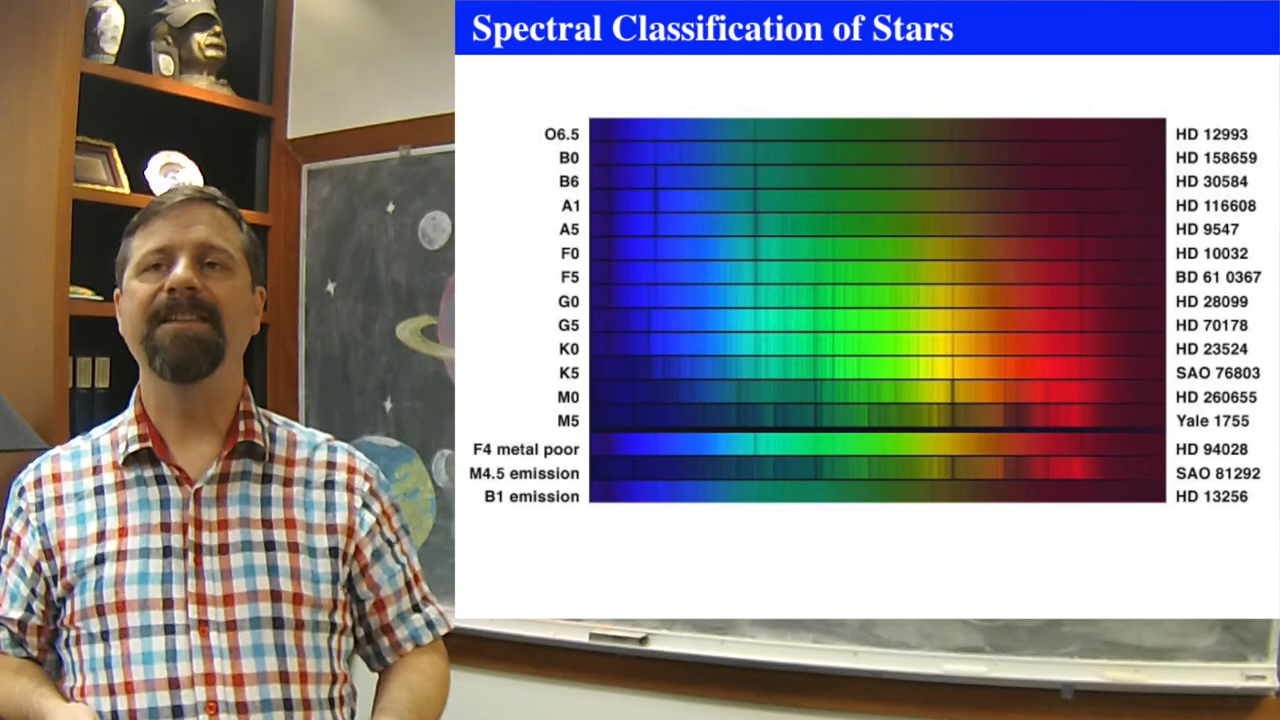 Spectral Classification of Stars
O6.5 HD 12993
B0 HD 158659
B6 HD 30584
A1 HD 116608
A5 HD 9547
F0 HD 10032
F5 BD 61 0367
G0 HD 28099
G5 HD 70178
K0 HD 23524
K5 SAO 76803
M0 HD 260655
M5 Yale 1755
F4 metal poor HD 94028
M4.5 emission SAO 81292
B1 emission HD 13256